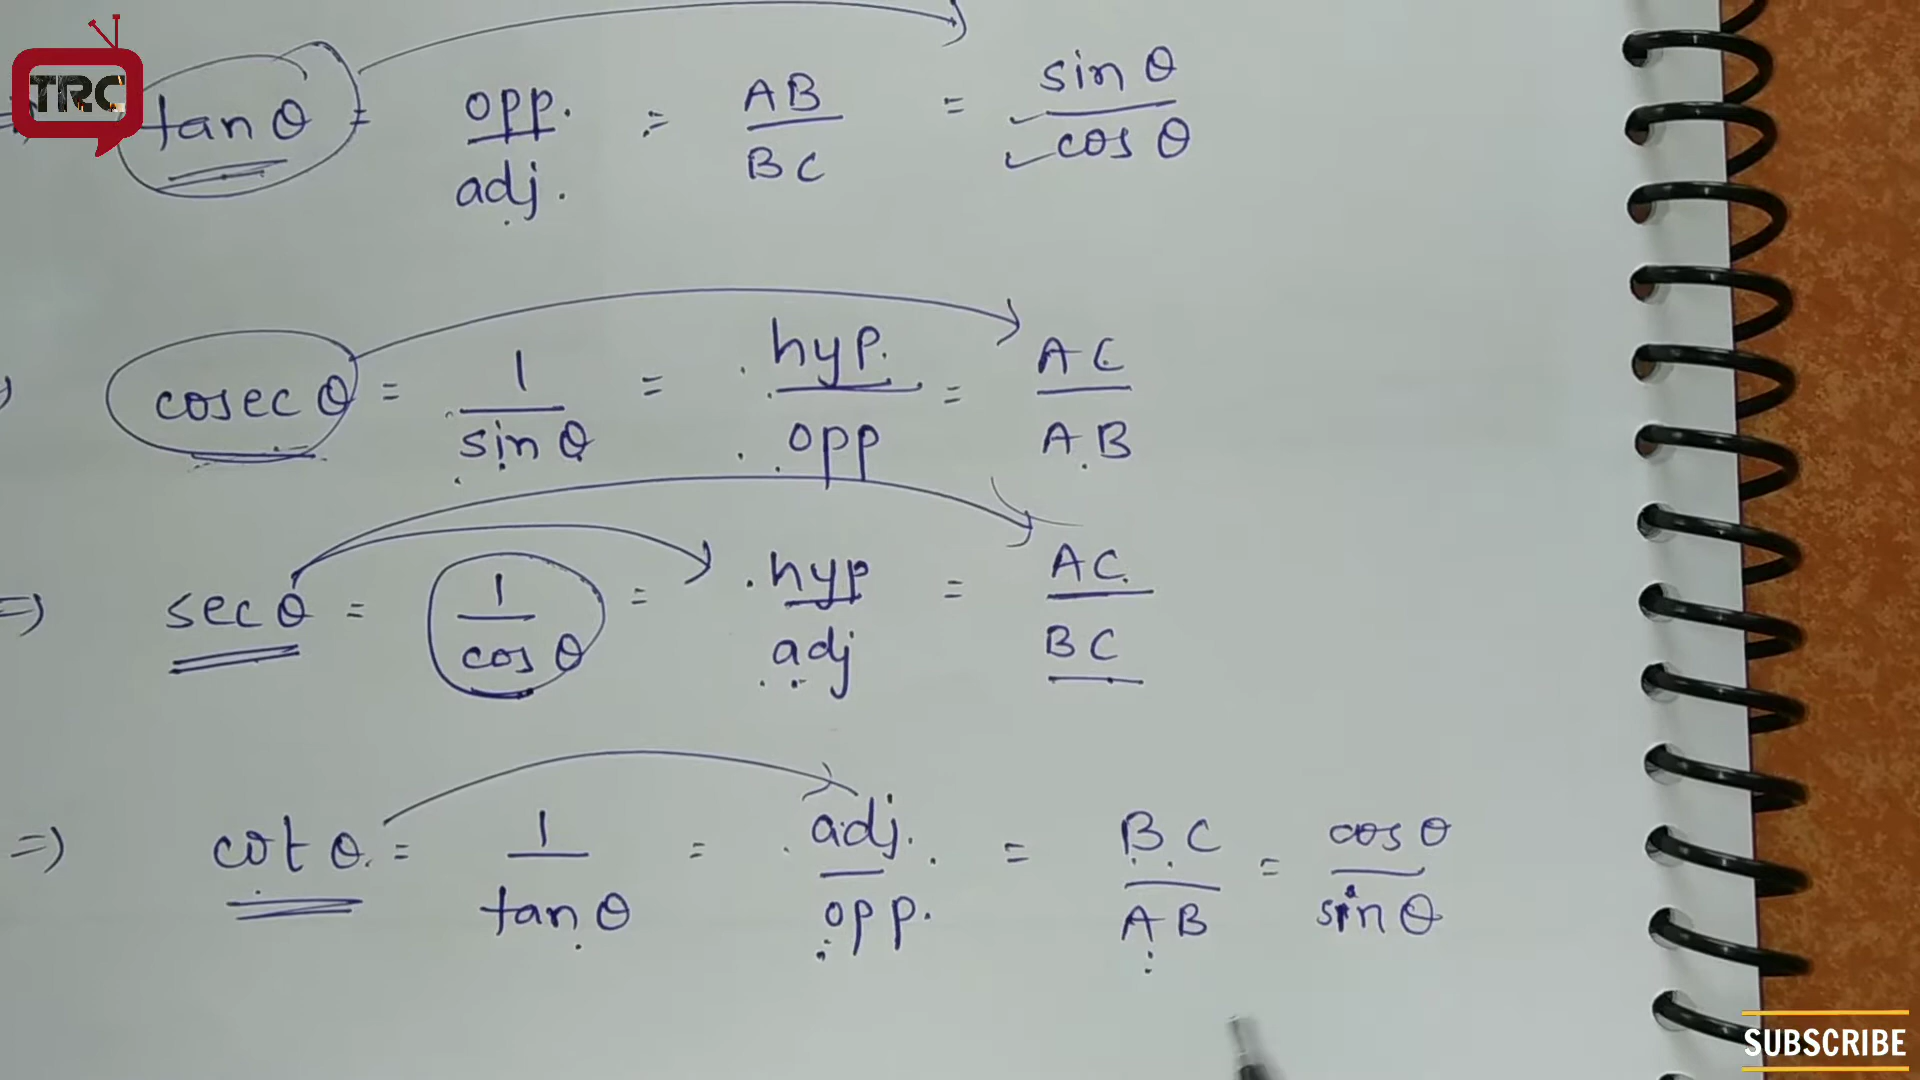 TRC
tan θ = opp. / adj. = AB / BC = sin θ / cos θ
cosec θ = 1 / sin θ = hyp. / opp = AC / AB
=> sec θ = 1 / cos θ = hyp / adj = AC / BC
=> cot θ = 1 / tan θ = adj. / opp. = BC / AB = cos θ / sin θ
SUBSCRIBE